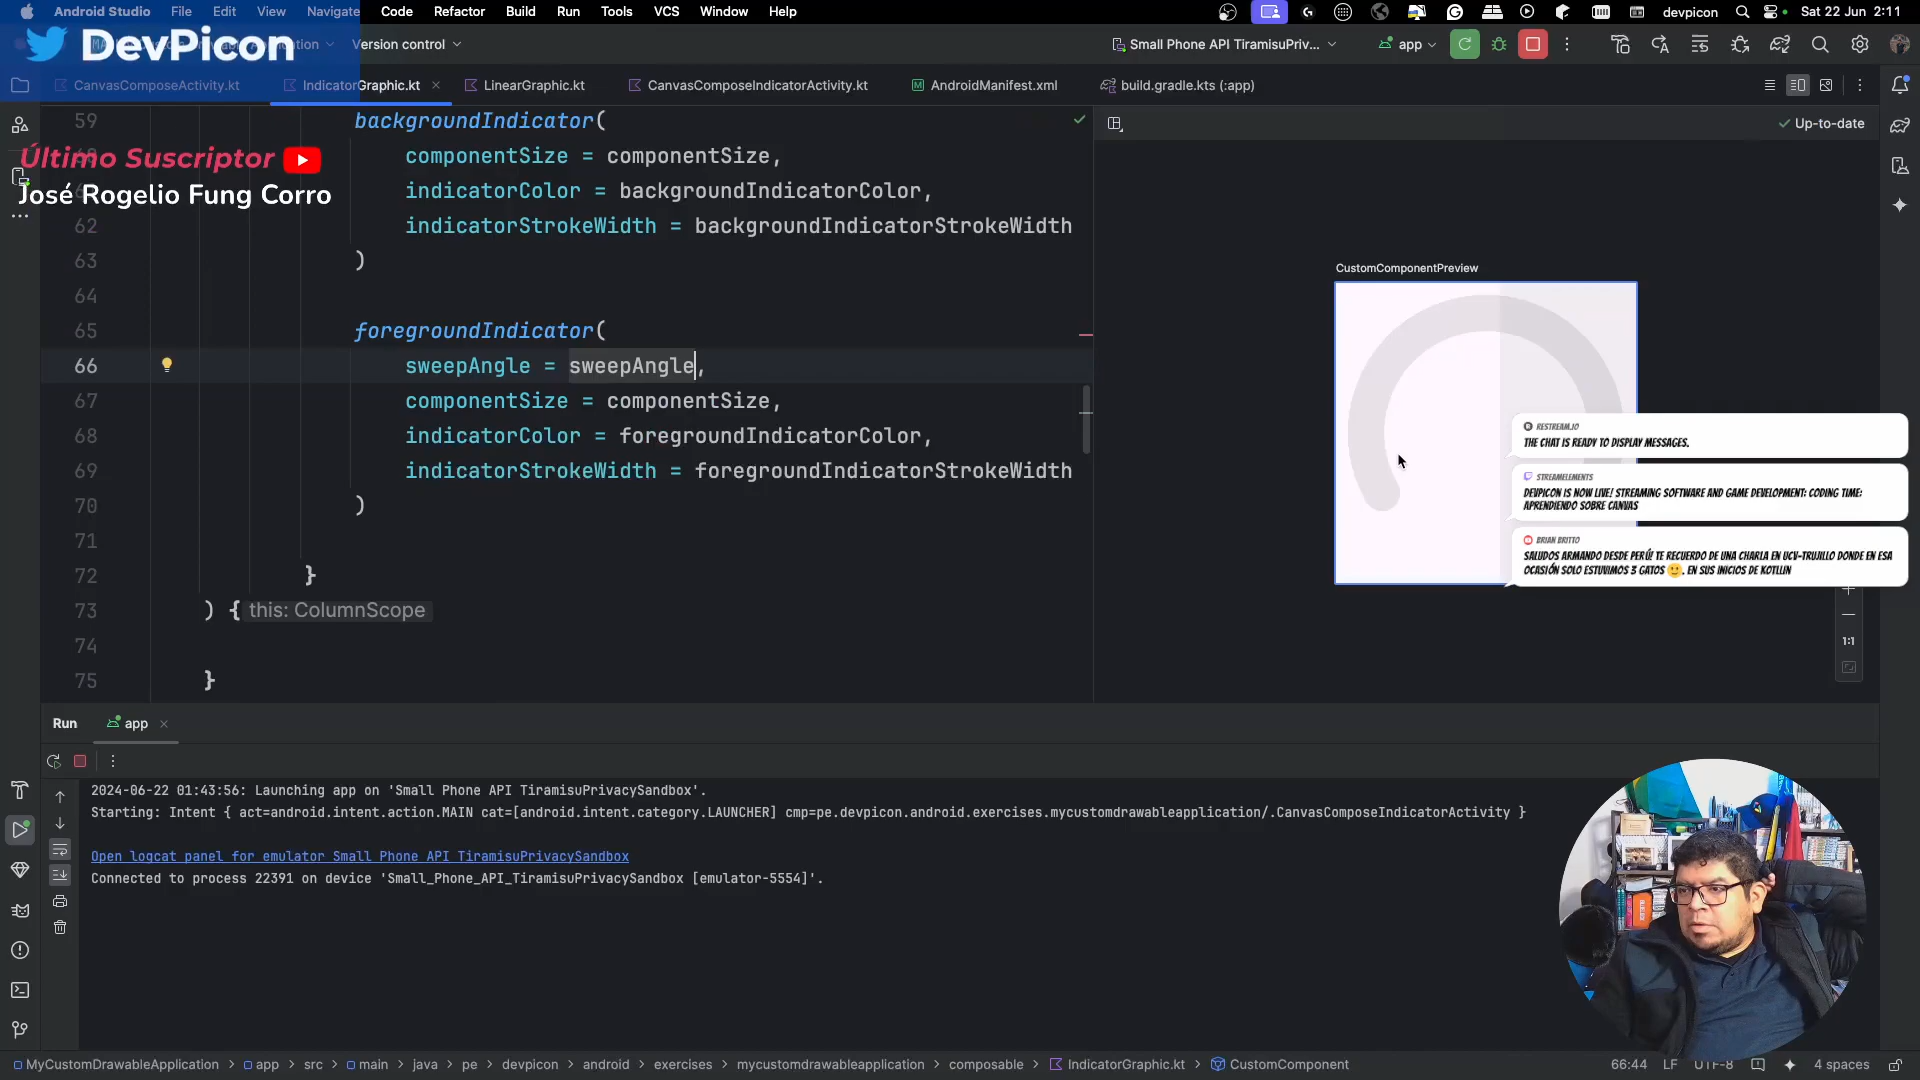 Android Studio File Edit View Navigate Code Refactor Build Run Tools VCS Window Help
devpicon Sat 22 Jun 2:11
DevPicon
Version control
Small Phone API TiramisuPriv...
app
CanvasComposeActivity.kt
IndicatorGraphic.kt
LinearGraphic.kt
CanvasComposeIndicatorActivity.kt
AndroidManifest.xml
build.gradle.kts (:app)
Último Suscriptor
José Rogelio Fung Corro
59 backgroundIndicator(
componentSize = componentSize,
indicatorColor = backgroundIndicatorColor,
62 indicatorStrokeWidth = backgroundIndicatorStrokeWidth
63 )
64
65 foregroundIndicator(
66 sweepAngle = sweepAngle,
67 componentSize = componentSize,
68 indicatorColor = foregroundIndicatorColor,
69 indicatorStrokeWidth = foregroundIndicatorStrokeWidth
70 )
71
72 }
73 ) { this: ColumnScope
74
75 }
Up-to-date
CustomComponentPreview
RESTREAM.IO
THE CHAT IS READY TO DISPLAY MESSAGES.
STREAMELEMENTS
DEVPICON IS NOW LIVE! STREAMING SOFTWARE AND GAME DEVELOPMENT: CODING TIME:
APRENDIENDO SOBRE CANVAS
BRIAN BRITTO
SALUDOS ARMANDO DESDE PERÚ! TE RECUERDO DE UNA CHARLA EN UCV-TRUJILLO DONDE EN ESA
OCASIÓN SOLO ESTUVIMOS 3 GATOS 🙂. EN SUS INICIOS DE KOTLLIN
1:1
Run app
2024-06-22 01:43:56: Launching app on 'Small Phone API TiramisuPrivacySandbox'.
Starting: Intent { act=android.intent.action.MAIN cat=[android.intent.category.LAUNCHER] cmp=pe.devpicon.android.exercises.mycustomdrawableapplication/.CanvasComposeIndicatorActivity }
Open logcat panel for emulator Small Phone API TiramisuPrivacySandbox
Connected to process 22391 on device 'Small_Phone_API_TiramisuPrivacySandbox [emulator-5554]'.
MyCustomDrawableApplication > app > src > main > java > pe > devpicon > android > exercises > mycustomdrawableapplication > composable > IndicatorGraphic.kt > CustomComponent
66:44 LF UTF-8 4 spaces